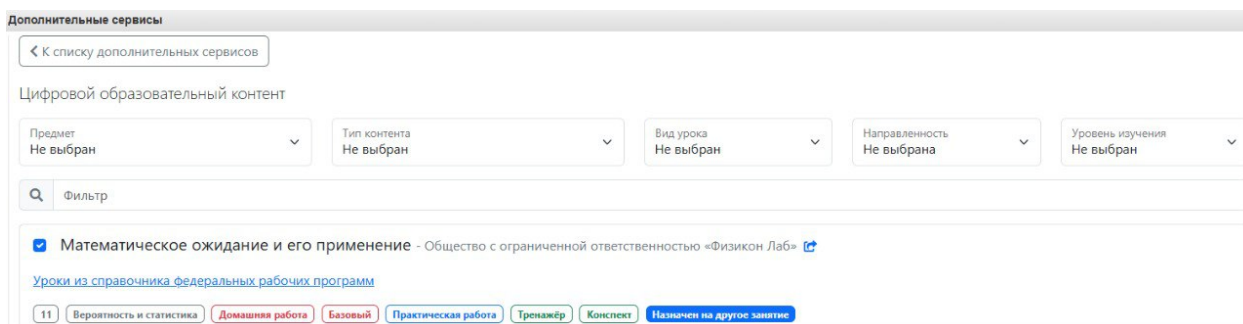 Дополнительные сервисы
К списку дополнительных сервисов
Цифровой образовательный контент
Предмет Тип контента Вид урока Направленность Уровень изучения
Не выбран Не выбран Не выбран Не выбрана Не выбран
Фильтр
Математическое ожидание и его применение - Общество с ограниченной ответственностью «Физикон Лаб»
Уроки из справочника федеральных рабочих программ
11 Вероятность и статистика Домашняя работа Базовый Практическая работа Тренажёр Конспект Назначен на другое занятие